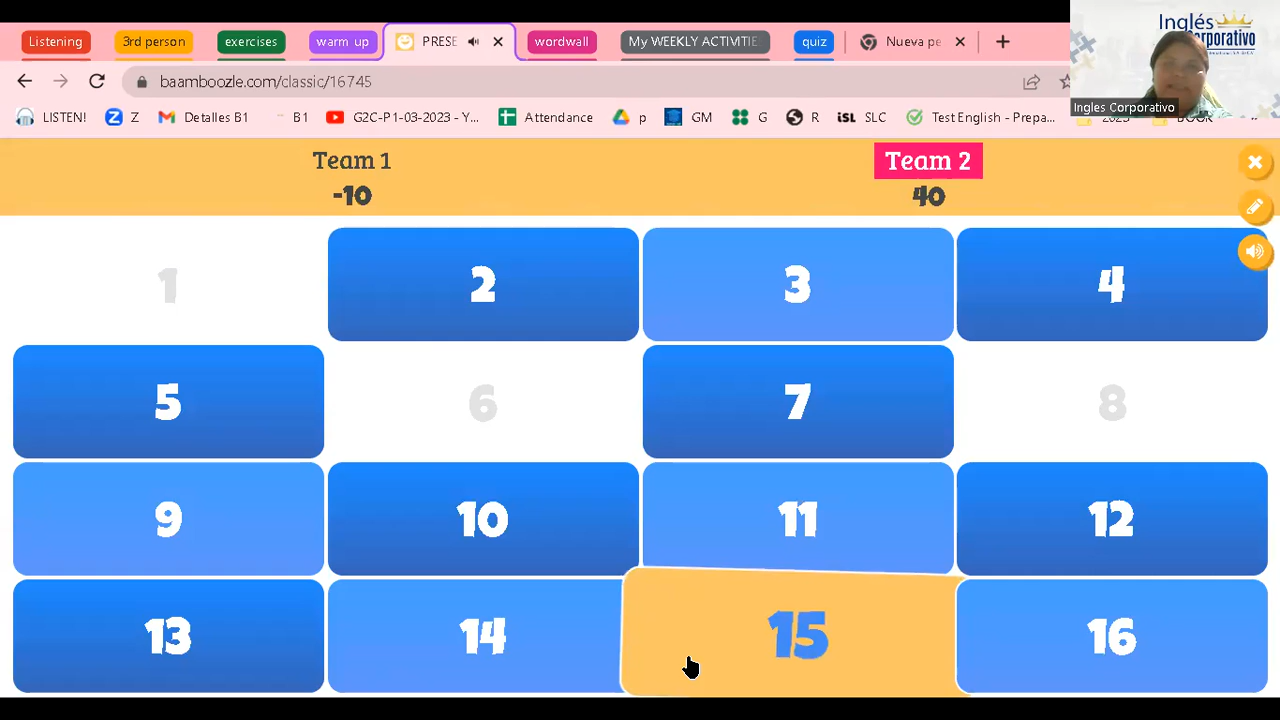 Listening 3rd person exercises warm up PRESE wordwall My WEEKLY ACTIVITIE quiz Nueva pe
Inglés
Corporativo
baamboozle.com/classic/16745
Ingles Corporativo
LISTEN! Z Detalles B1 B1 G2C-B1-03-2023 - Y... Attendance p GM G R SLC Test English - Prepa...
Team 1 Team 2
-10 40
1 2 3 4
5 6 7 8
9 10 11 12
13 14 15 16